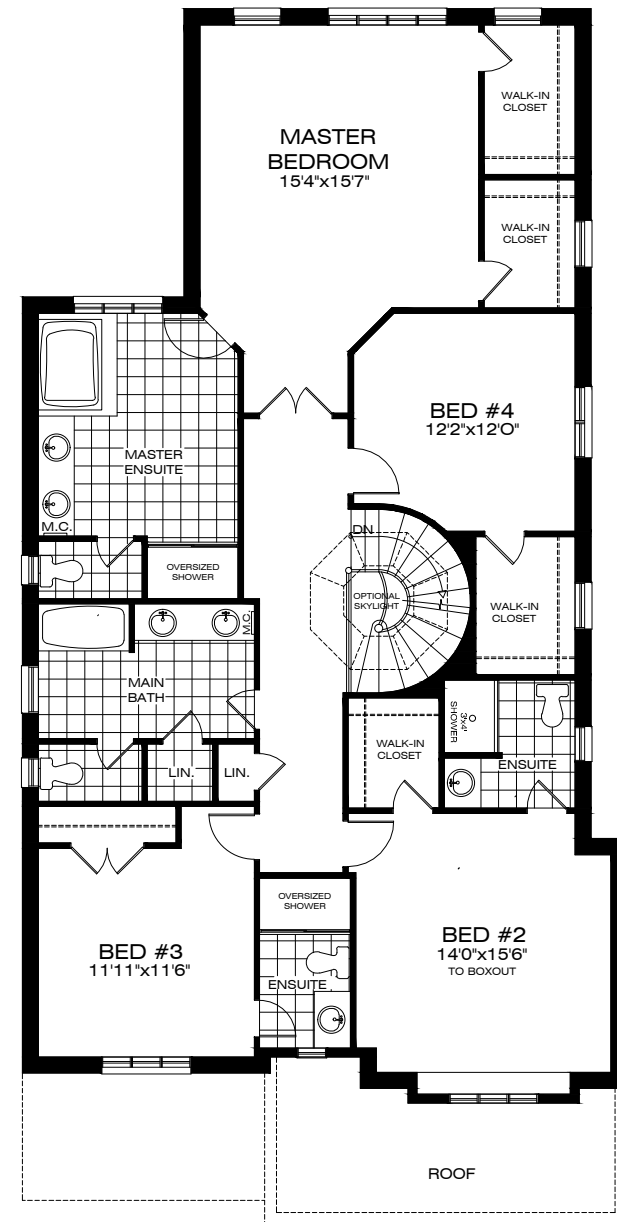 MASTER
BEDROOM
15'4"x15'7"
WALK-IN
CLOSET
WALK-IN
CLOSET
BED #4
12'2"x12'0"
MASTER
ENSUITE
M.C.
OVERSIZED
SHOWER
DN
OPTIONAL
SKYLIGHT
WALK-IN
CLOSET
M.C.
MAIN
BATH
LIN.
LIN.
WALK-IN
CLOSET
3'x4'
SHOWER
ENSUITE
OVERSIZED
SHOWER
BED #3
11'11"x11'6"
ENSUITE
BED #2
14'0"x15'6"
TO BOXOUT
ROOF